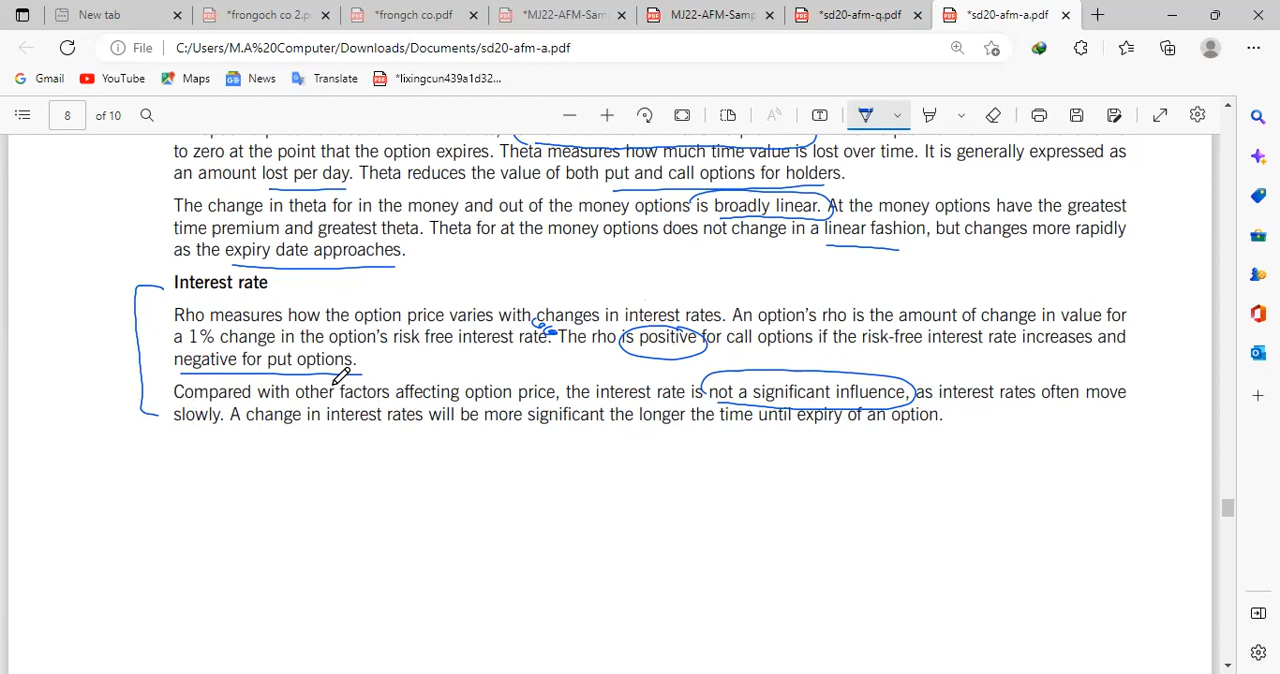 New tab
*frongoch co 2.p
*frongch co.pdf
*MJ22-AFM-Sam
MJ22-AFM-Samp
*sd20-afm-q.pdf
*sd20-afm-a.pdf
File
C:/Users/M.A%20Computer/Downloads/Documents/sd20-afm-a.pdf
Gmail
YouTube
Maps
News
Translate
*lixingcun439a1d32...
8
of 10
to zero at the point that the option expires. Theta measures how much time value is lost over time. It is generally expressed as
an amount lost per day. Theta reduces the value of both put and call options for holders.
The change in theta for in the money and out of the money options is broadly linear. At the money options have the greatest
time premium and greatest theta. Theta for at the money options does not change in a linear fashion, but changes more rapidly
as the expiry date approaches.
Interest rate
Rho measures how the option price varies with changes in interest rates. An option's rho is the amount of change in value for
a 1% change in the option's risk free interest rate. The rho is positive for call options if the risk-free interest rate increases and
negative for put options.
Compared with other factors affecting option price, the interest rate is not a significant influence, as interest rates often move
slowly. A change in interest rates will be more significant the longer the time until expiry of an option.